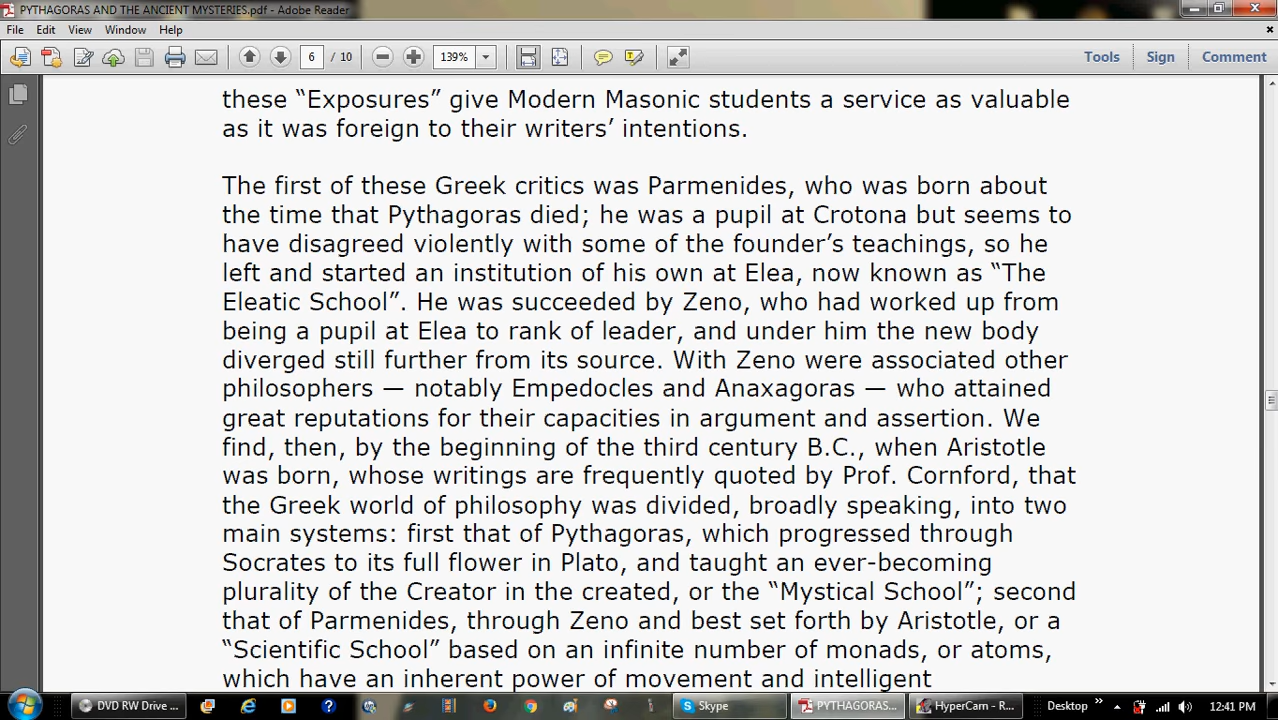 PYTHAGORAS AND THE ANCIENT MYSTERIES.pdf - Adobe Reader
File Edit View Window Help
6 / 10 139% Tools Sign Comment
these “Exposures” give Modern Masonic students a service as valuable
as it was foreign to their writers’ intentions.
The first of these Greek critics was Parmenides, who was born about
the time that Pythagoras died; he was a pupil at Crotona but seems to
have disagreed violently with some of the founder’s teachings, so he
left and started an institution of his own at Elea, now known as “The
Eleatic School”. He was succeeded by Zeno, who had worked up from
being a pupil at Elea to rank of leader, and under him the new body
diverged still further from its source. With Zeno were associated other
philosophers — notably Empedocles and Anaxagoras — who attained
great reputations for their capacities in argument and assertion. We
find, then, by the beginning of the third century B.C., when Aristotle
was born, whose writings are frequently quoted by Prof. Cornford, that
the Greek world of philosophy was divided, broadly speaking, into two
main systems: first that of Pythagoras, which progressed through
Socrates to its full flower in Plato, and taught an ever-becoming
plurality of the Creator in the created, or the “Mystical School”; second
that of Parmenides, through Zeno and best set forth by Aristotle, or a
“Scientific School” based on an infinite number of monads, or atoms,
which have an inherent power of movement and intelligent
DVD RW Drive ... Skype PYTHAGORAS... HyperCam - R... Desktop » 12:41 PM